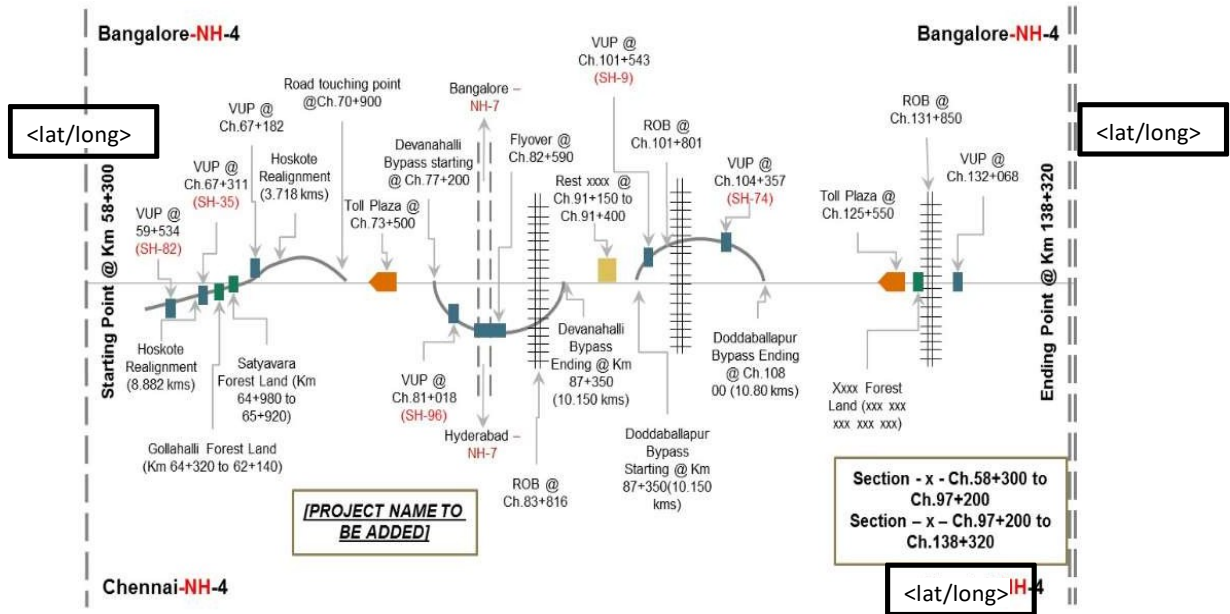 Bangalore-NH-4
Bangalore-NH-4
<lat/long>
<lat/long>
Starting Point @ Km 58+300
VUP @
59+534
(SH-82)
VUP @
Ch.67+311
(SH-35)
VUP @
Ch.67+182
Hoskote
Realignment
(3.718 kms)
Road touching point
@Ch.70+900
Toll Plaza @
Ch.73+500
Devanahalli
Bypass starting
@ Ch.77+200
Bangalore –
NH-7
Flyover @
Ch.82+590
VUP @
Ch.101+543
(SH-9)
Rest xxxx @
Ch.91+150 to
Ch.91+400
ROB @
Ch.101+801
VUP @
Ch.104+357
(SH-74)
Toll Plaza @
Ch.125+550
ROB @
Ch.131+850
VUP @
Ch.132+068
Ending Point @ Km 138+320
Hoskote
Realignment
(8.882 kms)
Satyavara
Forest Land (Km
64+980 to
65+920)
Gollahalli Forest Land
(Km 64+320 to 62+140)
VUP @
Ch.81+018
(SH-96)
Hyderabad –
NH-7
ROB @
Ch.83+816
Devanahalli
Bypass
Ending @ Km
87+350
(10.150 kms)
Doddaballapur
Bypass
Starting @ Km
87+350(10.150
kms)
Doddaballapur
Bypass Ending
@ Ch.108
00 (10.80 kms)
Xxxx Forest
Land (xxx xxx
xxx xxx xxx)
[PROJECT NAME TO
BE ADDED]
Section - x - Ch.58+300 to
Ch.97+200
Section – x – Ch.97+200 to
Ch.138+320
Chennai-NH-4
<lat/long>
IH-4